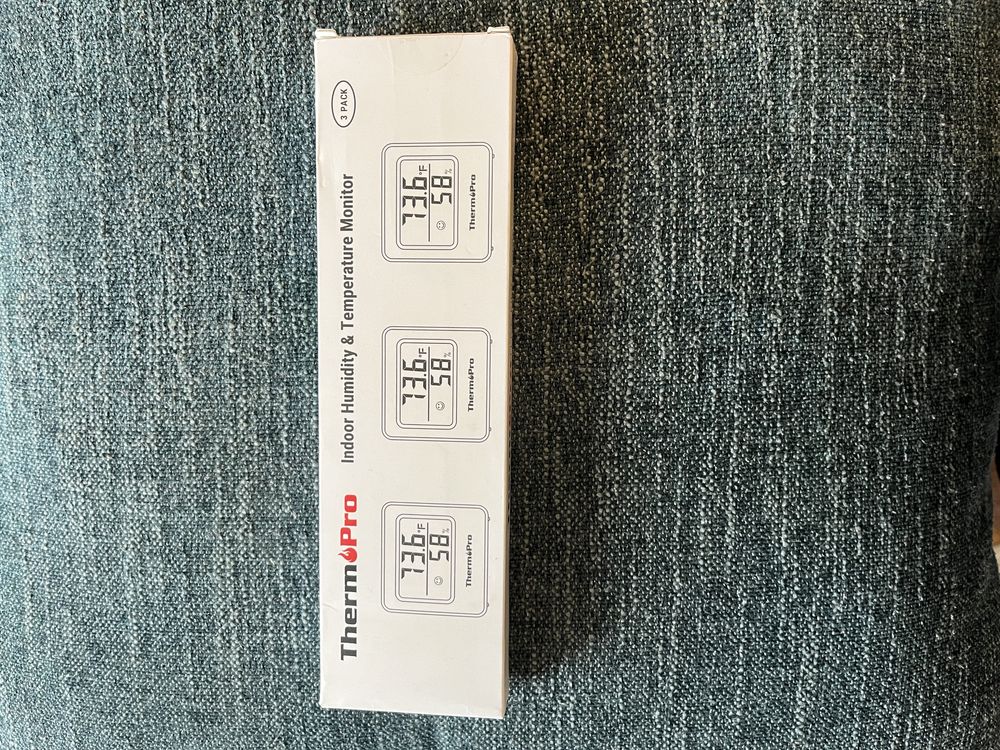 ThermoPro Indoor Humidity & Temperature Monitor 3 PACK
73.6°F
58%
ThermoPro
73.6°F
58%
ThermoPro
73.6°F
58%
ThermoPro